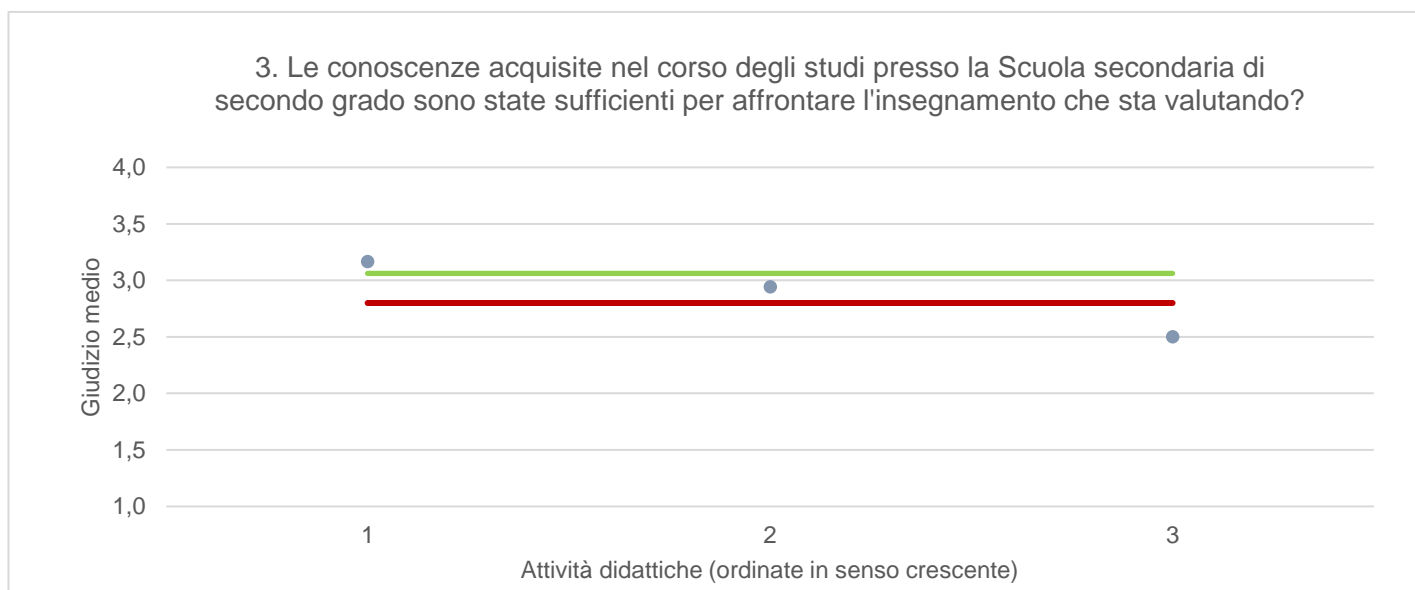 3. Le conoscenze acquisite nel corso degli studi presso la Scuola secondaria di
secondo grado sono state sufficienti per affrontare l'insegnamento che sta valutando?
4,0
3,5
3,0
2,5
2,0
1,5
1,0
Giudizio medio
1 2 3
Attività didattiche (ordinate in senso crescente)